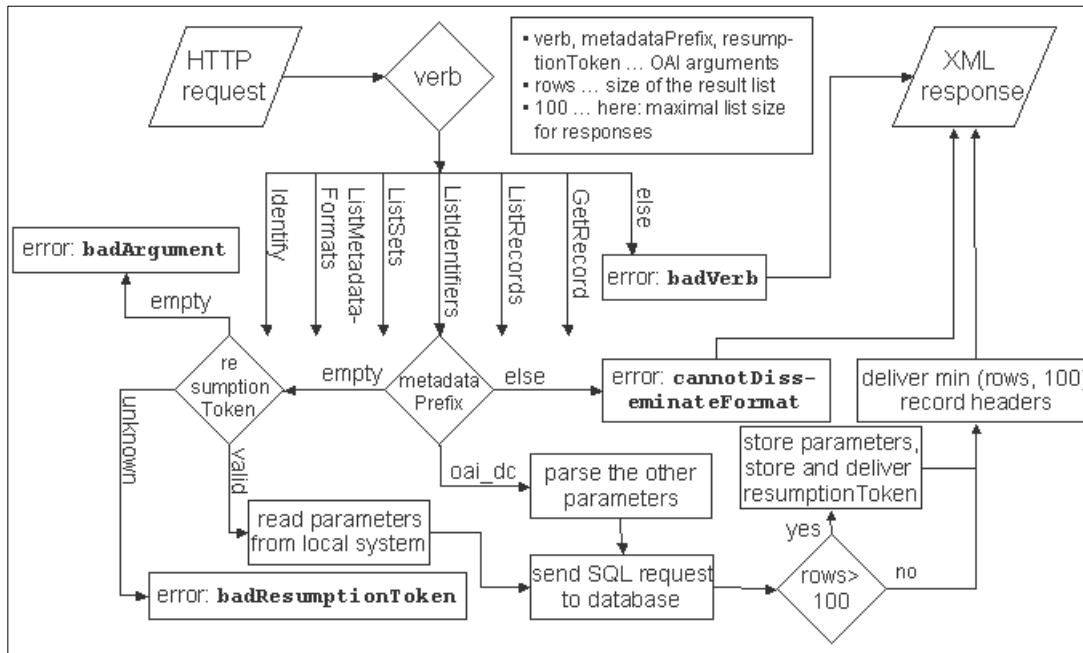 HTTP
request
verb
▪ verb, metadataPrefix, resump-
tionToken ... OAI arguments
▪ rows ... size of the result list
▪ 100 ... here: maximal list size
for responses
XML
response
Identify
ListMetadata-
Formats
ListSets
ListIdentifiers
ListRecords
GetRecord
else
error: badArgument
error: badVerb
empty
re
sumption
Token
empty
metadata
Prefix
else
error: cannotDiss-
eminateFormat
deliver min (rows, 100)
record headers
unknown
valid
oai_dc
parse the other
parameters
store parameters,
store and deliver
resumptionToken
read parameters
from local system
yes
send SQL request
to database
rows>
100
no
error: badResumptionToken